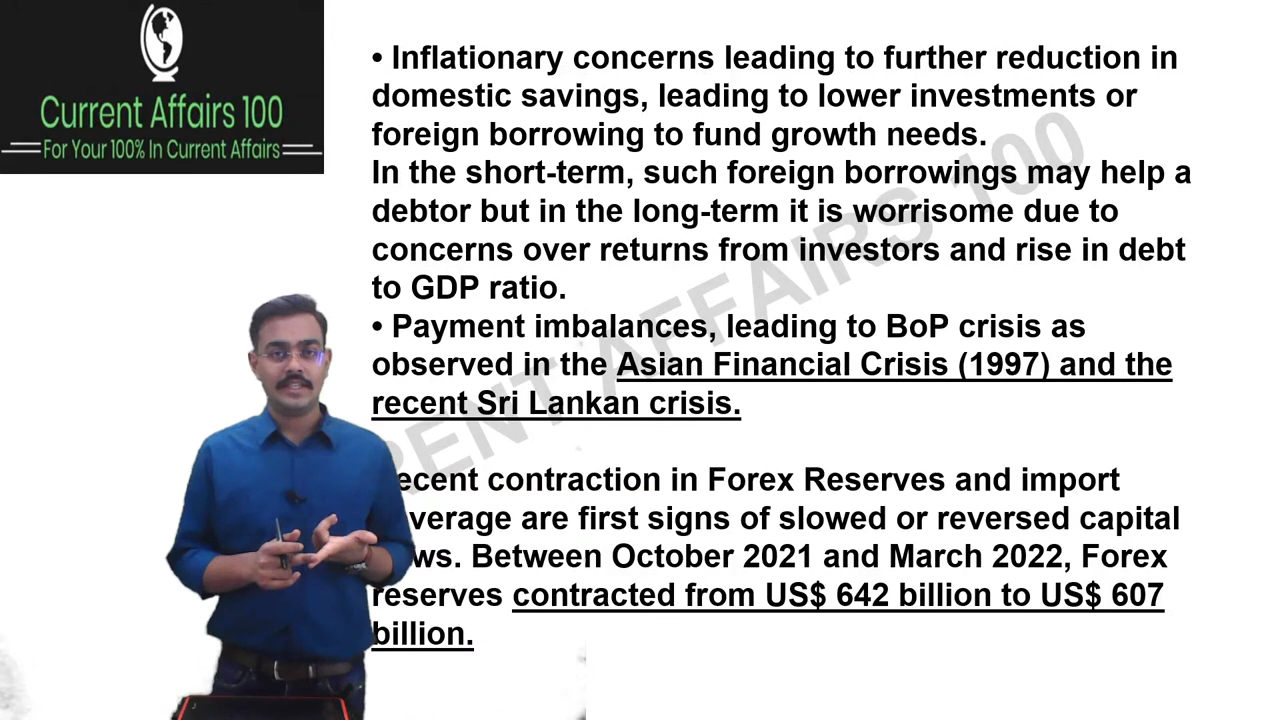 Current Affairs 100
For Your 100% In Current Affairs
• Inflationary concerns leading to further reduction in
domestic savings, leading to lower investments or
foreign borrowing to fund growth needs.
In the short-term, such foreign borrowings may help a
debtor but in the long-term it is worrisome due to
concerns over returns from investors and rise in debt
to GDP ratio.
• Payment imbalances, leading to BoP crisis as
observed in the Asian Financial Crisis (1997) and the
recent Sri Lankan crisis.
contraction in Forex Reserves and import
are first signs of slowed or reversed capital
Between October 2021 and March 2022, Forex
reserves contracted from US$ 642 billion to US$ 607
billion.
AFFAIRS 100